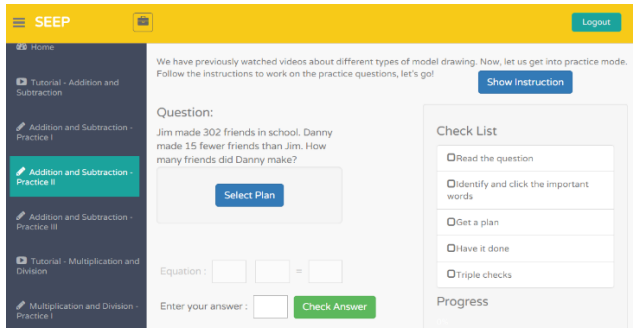 SEEP
Logout
Home
Tutorial - Addition and
Subtraction
Addition and Subtraction -
Practice I
Addition and Subtraction -
Practice II
Addition and Subtraction -
Practice III
Tutorial - Multiplication and
Division
Multiplication and Division -
Practice I
We have previously watched videos about different types of model drawing. Now, let us get into practice mode.
Follow the instructions to work on the practice questions, let's go!
Show Instruction
Question:
Jim made 302 friends in school. Danny
made 15 fewer friends than Jim. How
many friends did Danny make?
Select Plan
Equation :
=
Enter your answer :
Check Answer
Check List
Read the question
Identify and click the important
words
Get a plan
Have it done
Triple checks
Progress